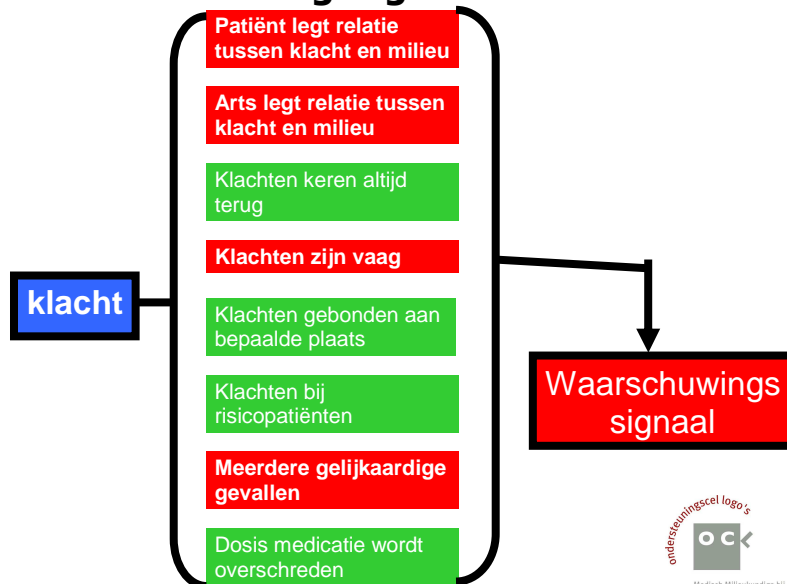 Patiënt legt relatie
tussen klacht en milieu
Arts legt relatie tussen
klacht en milieu
Klachten keren altijd
terug
Klachten zijn vaag
klacht
Klachten gebonden aan
bepaalde plaats
Klachten bij
risicopatiënten
Meerdere gelijkaardige
gevallen
Dosis medicatie wordt
overschreden
Waarschuwings
signaal
ondersteuningscel logo's
OCK